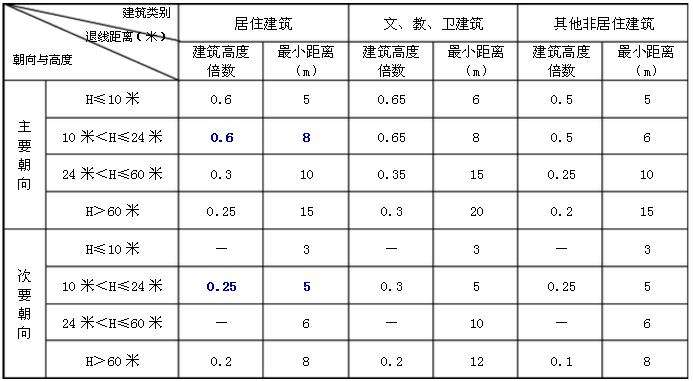 建筑类别
退线距离（米）
朝向与高度
居住建筑 文、教、卫建筑 其他非居住建筑
建筑高度倍数 最小距离（m） 建筑高度倍数 最小距离（m） 建筑高度倍数 最小距离（m）
主要朝向
H≤10 米 0.6 5 0.65 6 0.5 5
10 米<H≤24 米 0.6 8 0.65 8 0.5 6
24 米<H≤60 米 0.3 10 0.35 15 0.25 10
H>60 米 0.25 15 0.3 20 0.2 15
次要朝向
H≤10 米 — 3 — 3 — 3
10 米<H≤24 米 0.25 5 0.3 5 0.25 5
24 米<H≤60 米 — 6 — 10 — 6
H>60 米 0.2 8 0.2 12 0.1 8